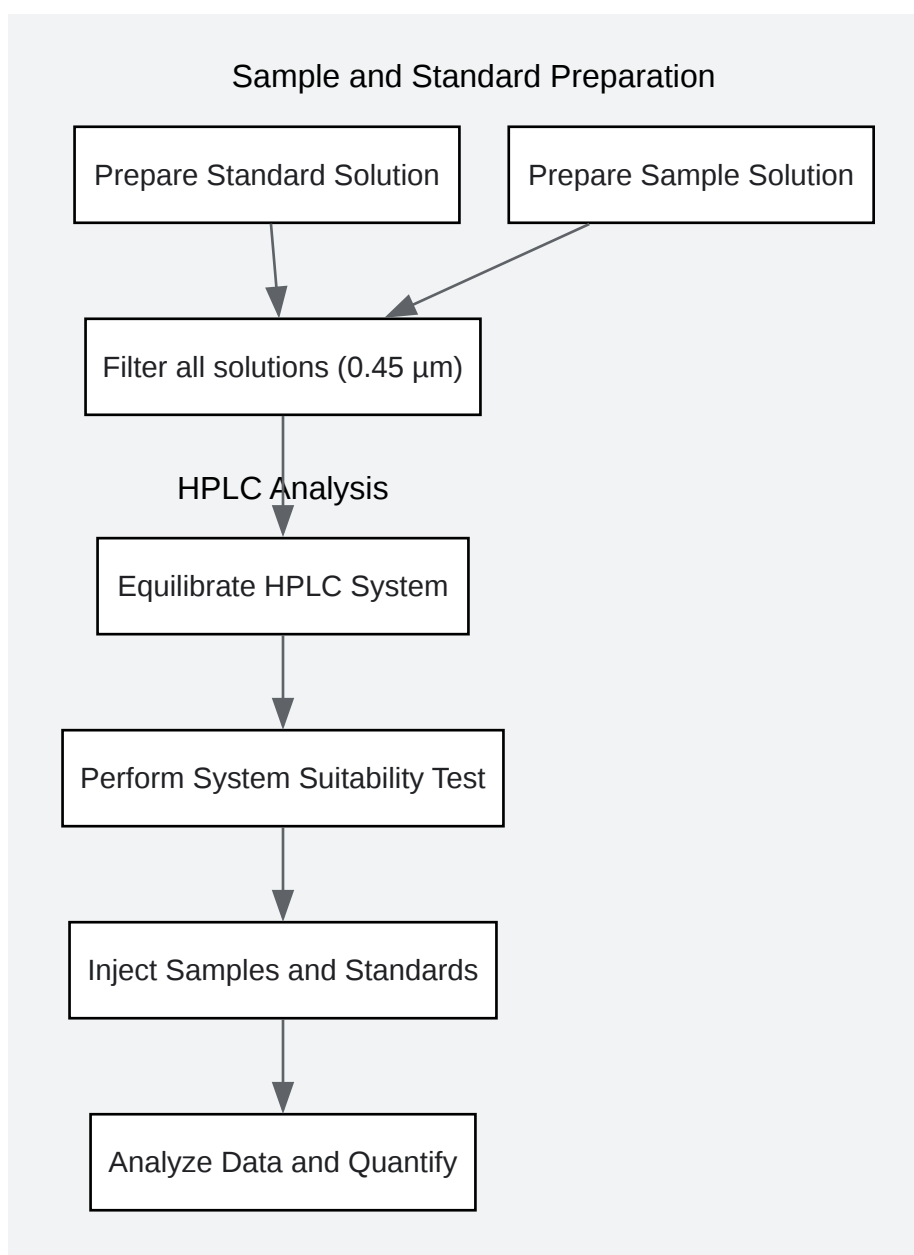 Sample and Standard Preparation
Prepare Standard Solution
Prepare Sample Solution
Filter all solutions (0.45 µm)
HPLC Analysis
Equilibrate HPLC System
Perform System Suitability Test
Inject Samples and Standards
Analyze Data and Quantify